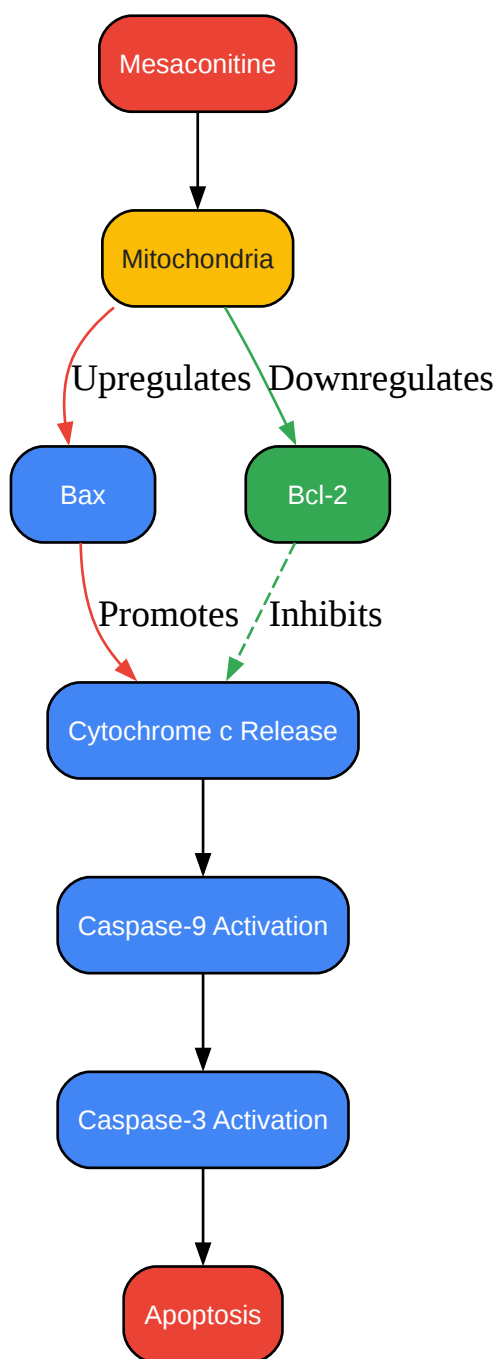 Mesaconitine
Mitochondria
Upregulates
Downregulates
Bax
Bcl-2
Promotes
Inhibits
Cytochrome c Release
Caspase-9 Activation
Caspase-3 Activation
Apoptosis